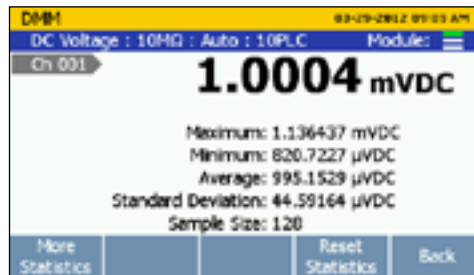 DMM 03-29-2012 09:05 AM
DC Voltage : 10MΩ : Auto : 10PLC Module:
Ch 001
1.0004 mVDC
Maximum: 1.136437 mVDC
Minimum: 820.7227 µVDC
Average: 995.1529 µVDC
Standard Deviation: 44.59164 µVDC
Sample Size: 128
More Statistics
Reset Statistics
Back